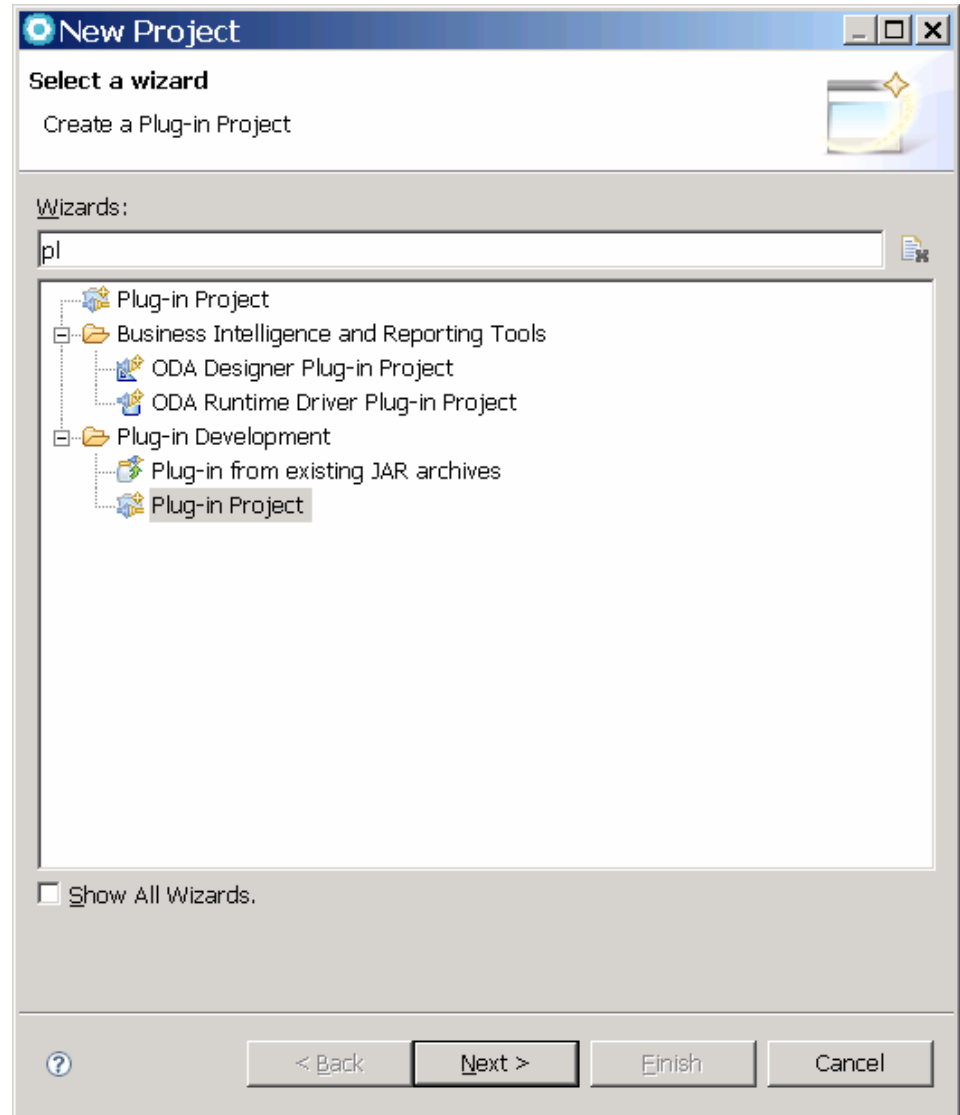 New Project
Select a wizard
Create a Plug-in Project
Wizards:
pl
Plug-in Project
Business Intelligence and Reporting Tools
ODA Designer Plug-in Project
ODA Runtime Driver Plug-in Project
Plug-in Development
Plug-in from existing JAR archives
Plug-in Project
Show All Wizards.
? < Back Next > Finish Cancel